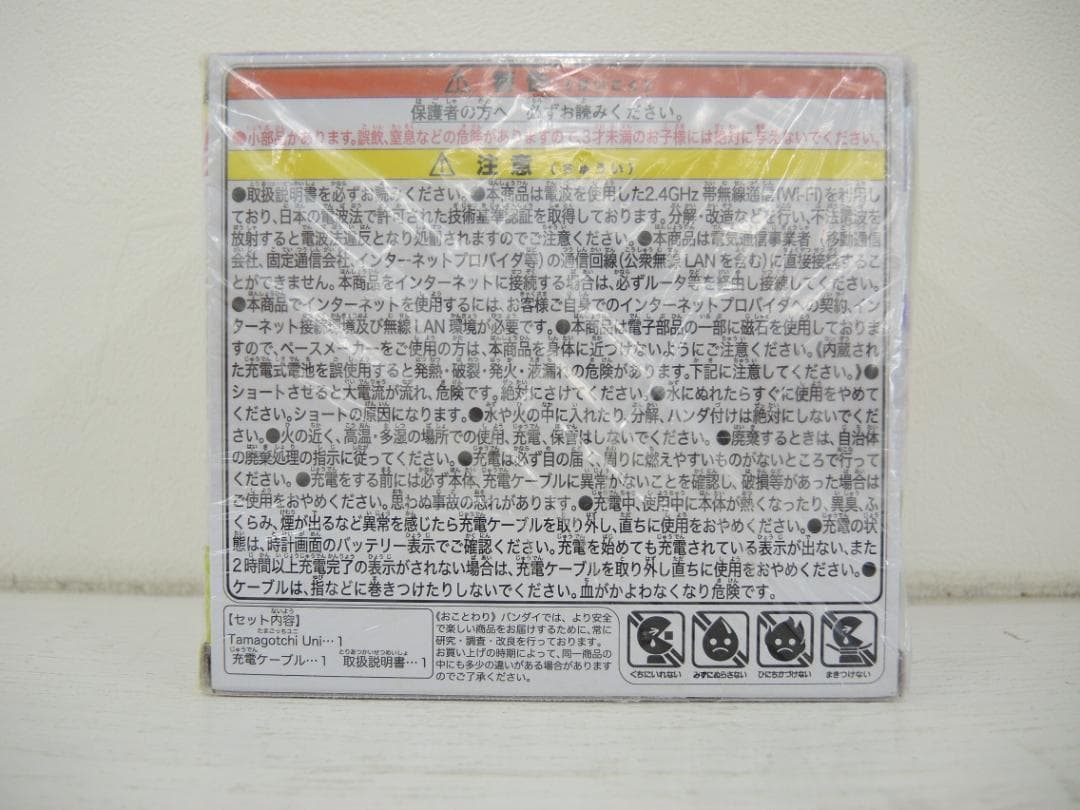 ⚠ 警告 (けいこく)
保護者の方へ 必ずお読みください。
●小部品があります。誤飲、窒息などの危険がありますので、3才未満のお子様には絶対に与えないでください。
⚠ 注意 (ちゅうい)
●取扱説明書を必ずお読みください。●本商品は電波を使用した2.4GHz 帯無線通信(Wi-Fi)を利用し
ており、日本の電波法で許可された技術基準認証を取得しております。分解・改造などを行い、不法電波を
放射すると電波法違反となり処罰されますのでご注意ください。●本商品は電気通信事業者 (移動通信
会社、固定通信会社、インターネットプロバイダ等) の通信回線(公衆無線LANを含む)に直接接続するこ
とができません。本商品をインターネットに接続する場合は、必ずルータ等を経由し接続してください。
●本商品でインターネットを使用するには、お客様ご自身でのインターネットプロバイダへの契約、イン
ターネット接続環境及び無線LAN環境が必要です。●本商品は電子部品の一部に磁石を使用しておりま
すので、ペースメーカーをご使用の方は、本商品を身体に近づけないようにご注意ください。《内蔵され
た充電式電池を誤使用すると発熱・破裂・発火・液漏れの危険があります。下記に注意してください。》●
ショートさせると大電流が流れ、危険です。絶対にさけてください。●水にぬれたらすぐに使用をやめて
ください。ショートの原因になります。●水や火の中に入れたり、分解、ハンダ付けは絶対にしないでくだ
さい。●火の近く、高温・多湿の場所での使用、充電、保管はしないでください。●廃棄するときは、自治体
の廃棄処理の指示に従ってください。●充電は必ず目の届く、周りに燃えやすいものがないところで行って
ください。●充電をする前には必ず本体、充電ケーブルに異常がないことを確認し、破損等があった場合は
ご使用をおやめください。思わぬ事故の恐れがあります。●充電中、使用中に本体が熱くなったり、異臭、ふ
くらみ、煙が出るなど異常を感じたら充電ケーブルを取り外し、直ちに使用をおやめください。●充電の状
態は、時計画面のバッテリー表示でご確認ください。充電を始めても充電されている表示が出ない、また
2時間以上充電完了の表示がされない場合は、充電ケーブルを取り外し直ちに使用をおやめください。●
ケーブルは、指などに巻きつけたりしないでください。血がかよわなくなり危険です。
【セット内容】
Tamagotchi Uni…1
充電ケーブル…1 取扱説明書…1
《おことわり》バンダイでは、より安全
で楽しい商品をお届けするために、常に
研究・調査・改良を行っております。
お買い上げの時期によって、同一商品の
中にも多少の違いがある場合があります
のでご了承ください。
くちにいれない みずにぬらさない ひにちかづけない まきつけない